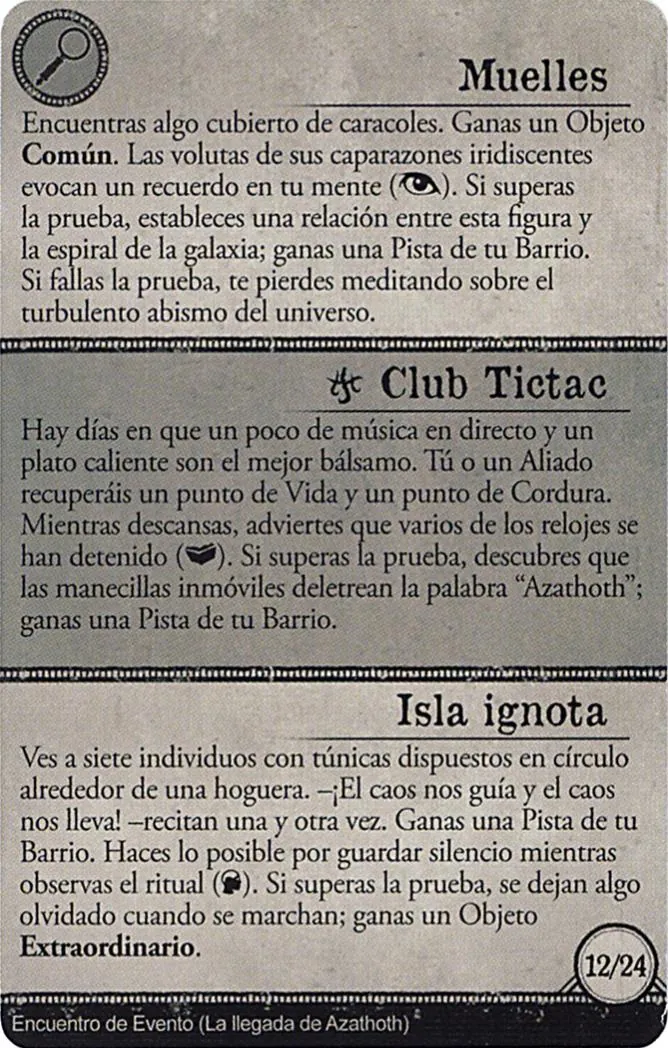 Muelles
Encuentras algo cubierto de caracoles. Ganas un Objeto
Común. Las volutas de sus caparazones iridiscentes
evocan un recuerdo en tu mente (). Si superas
la prueba, estableces una relación entre esta figura y
la espiral de la galaxia; ganas una Pista de tu Barrio.
Si fallas la prueba, te pierdes meditando sobre el
turbulento abismo del universo.
Club Tictac
Hay días en que un poco de música en directo y un
plato caliente son el mejor bálsamo. Tú o un Aliado
recuperáis un punto de Vida y un punto de Cordura.
Mientras descansas, adviertes que varios de los relojes se
han detenido (). Si superas la prueba, descubres que
las manecillas inmóviles deletrean la palabra “Azathoth”;
ganas una Pista de tu Barrio.
Isla ignota
Ves a siete individuos con túnicas dispuestos en círculo
alrededor de una hoguera. –¡El caos nos guía y el caos
nos lleva! –recitan una y otra vez. Ganas una Pista de tu
Barrio. Haces lo posible por guardar silencio mientras
observas el ritual (). Si superas la prueba, se dejan algo
olvidado cuando se marchan; ganas un Objeto
Extraordinario.
12/24
Encuentro de Evento (La llegada de Azathoth)